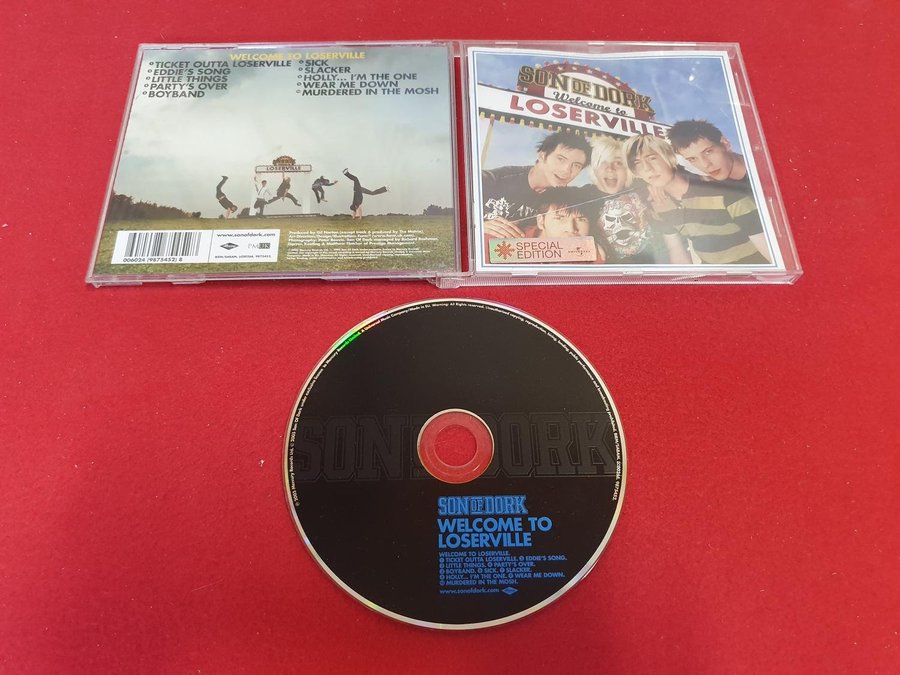 WELCOME TO LOSERVILLE
TICKET OUTTA LOSERVILLE
EDDIE'S SONG
LITTLE THINGS
PARTY'S OVER
BOYBAND
SICK
SLACKER
HOLLY... I'M THE ONE
WEAR ME DOWN
MURDERED IN THE MOSH
LOSERVILLE
www.sonofdork.com
006024 (9875452) 8
SON OF DORK
Welcome to
LOSERVILLE
SPECIAL
EDITION
SON OF DORK
SON OF DORK
WELCOME TO
LOSERVILLE
WELCOME TO LOSERVILLE.
TICKET OUTTA LOSERVILLE. EDDIE'S SONG.
LITTLE THINGS. PARTY'S OVER.
BOYBAND. SICK. SLACKER.
HOLLY... I'M THE ONE. WEAR ME DOWN.
MURDERED IN THE MOSH.
www.sonofdork.com